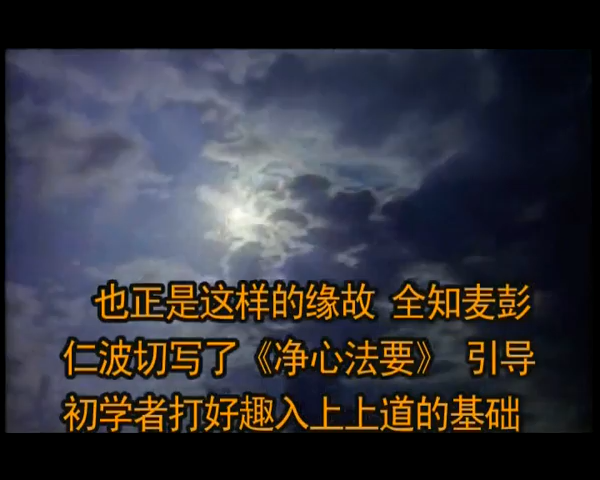 也正是这样的缘故 全知麦彭
仁波切写了《净心法要》 引导
初学者打好趣入上上道的基础